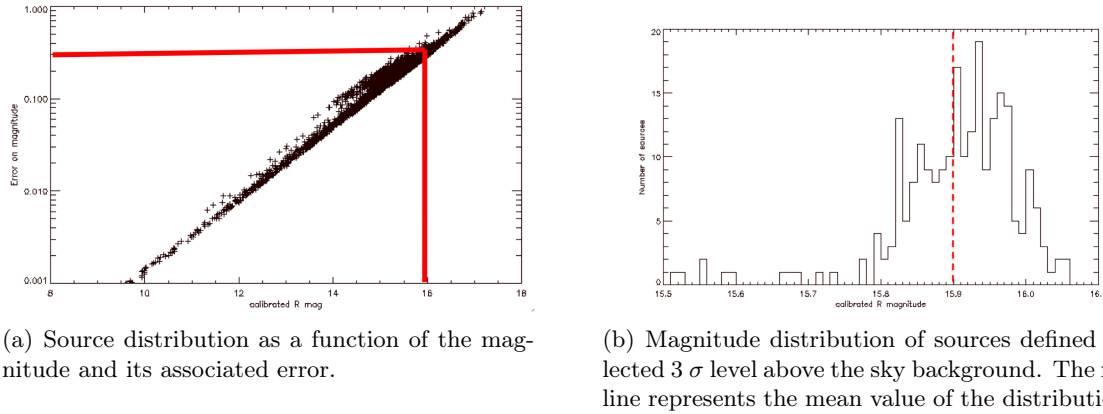 1.000
0.100
0.010
0.001
Error on magnitude
8 10 12 14 16 18
calibrated R mag
20
15
10
5
0
Number of sources
15.5 15.6 15.7 15.8 15.9 16.0 16.
calibrated R magnitude
(a) Source distribution as a function of the mag-
nitude and its associated error.
(b) Magnitude distribution of sources defined
lected 3 σ level above the sky background. The
line represents the mean value of the distributi